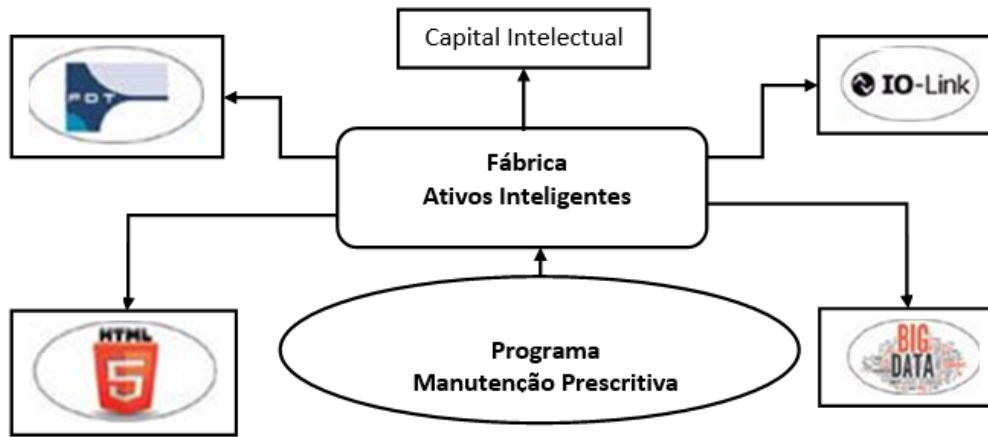 Capital Intelectual
FDT
IO-Link
Fábrica
Ativos Inteligentes
HTML
5
Programa
Manutenção Prescritiva
BIG
DATA